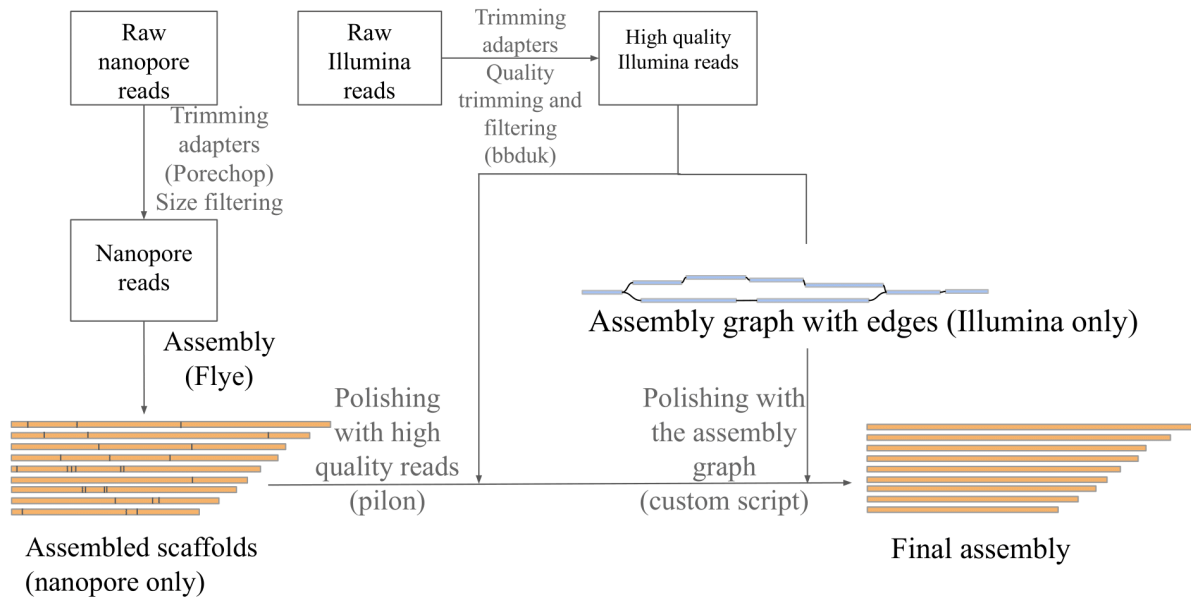 Raw
nanopore
reads
Raw
Illumina
reads
Trimming
adapters
Quality
trimming and
filtering
(bbduk)
High quality
Illumina reads
Trimming
adapters
(Porechop)
Size filtering
Nanopore
reads
Assembly
(Flye)
Assembly graph with edges (Illumina only)
Polishing
with high
quality reads
(pilon)
Polishing with
the assembly
graph
(custom script)
Assembled scaffolds
(nanopore only)
Final assembly